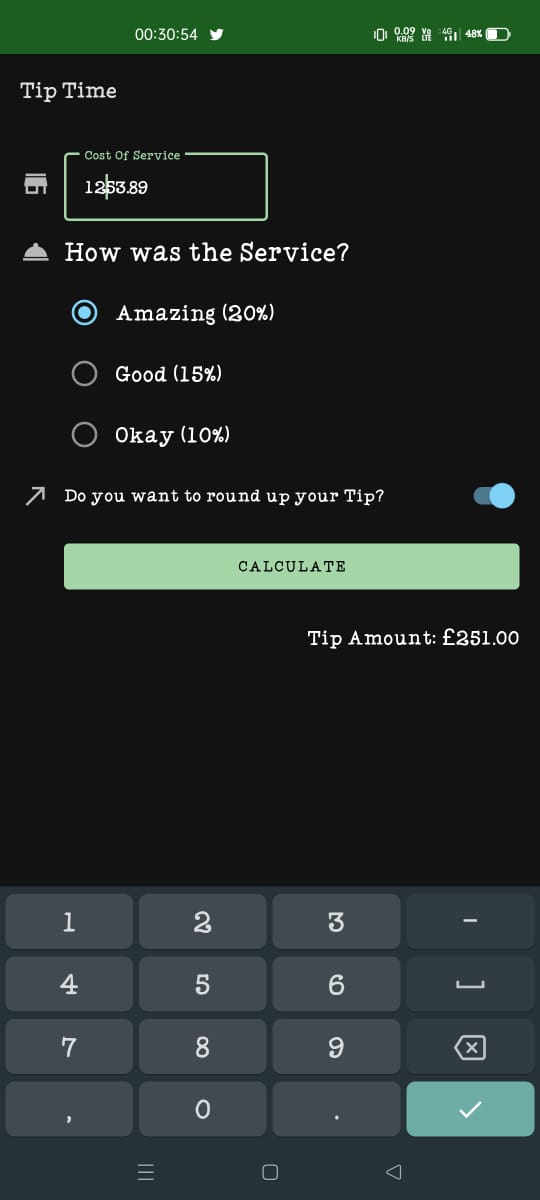 00:30:54
0.09 KB/S Vo LTE 4G 48%
Tip Time
Cost Of Service
1253.89
How was the Service?
Amazing (20%)
Good (15%)
Okay (10%)
Do you want to round up your Tip?
CALCULATE
Tip Amount: £251.00
1 2 3 -
4 5 6
7 8 9
, 0 .